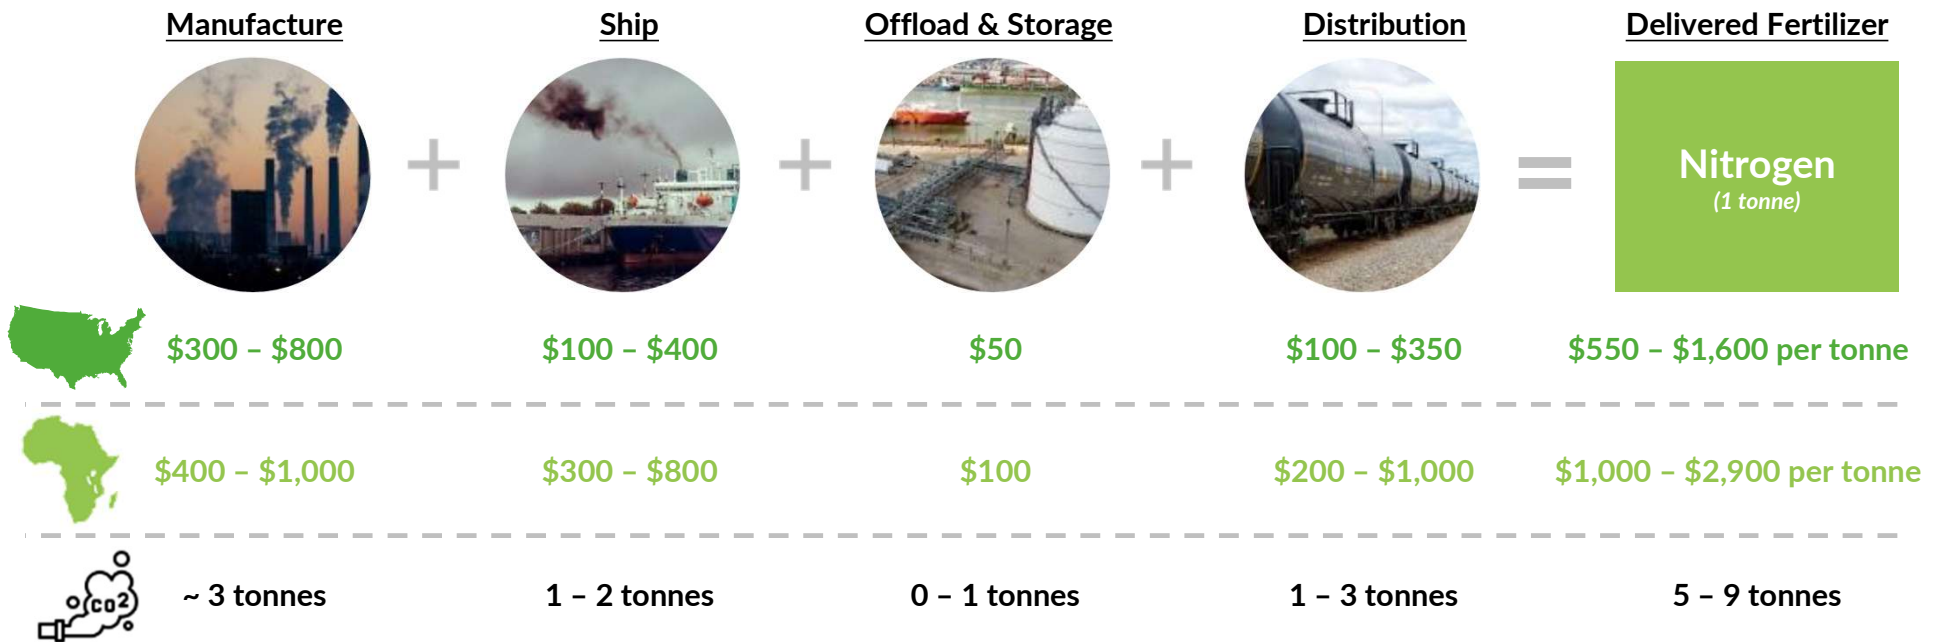 Manufacture
Ship
Offload & Storage
Distribution
Delivered Fertilizer
Nitrogen
(1 tonne)
$300 – $800
$100 – $400
$50
$100 – $350
$550 – $1,600 per tonne
$400 – $1,000
$300 – $800
$100
$200 – $1,000
$1,000 – $2,900 per tonne
CO2
~ 3 tonnes
1 – 2 tonnes
0 – 1 tonnes
1 – 3 tonnes
5 – 9 tonnes